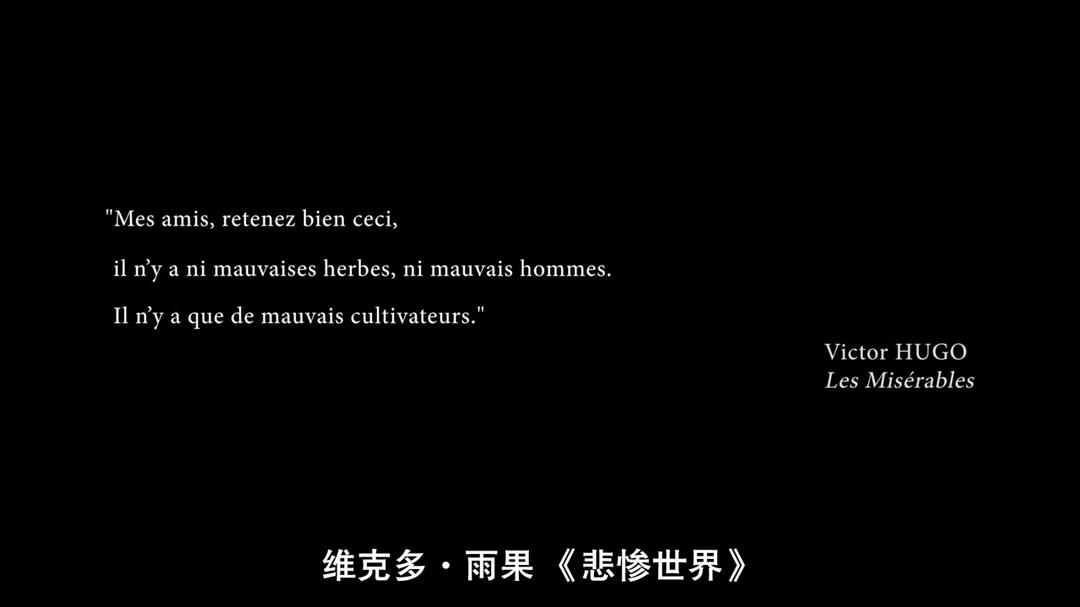 "Mes amis, retenez bien ceci,
il n’y a ni mauvaises herbes, ni mauvais hommes.
Il n’y a que de mauvais cultivateurs."
Victor HUGO
Les Misérables
维克多·雨果《悲惨世界》